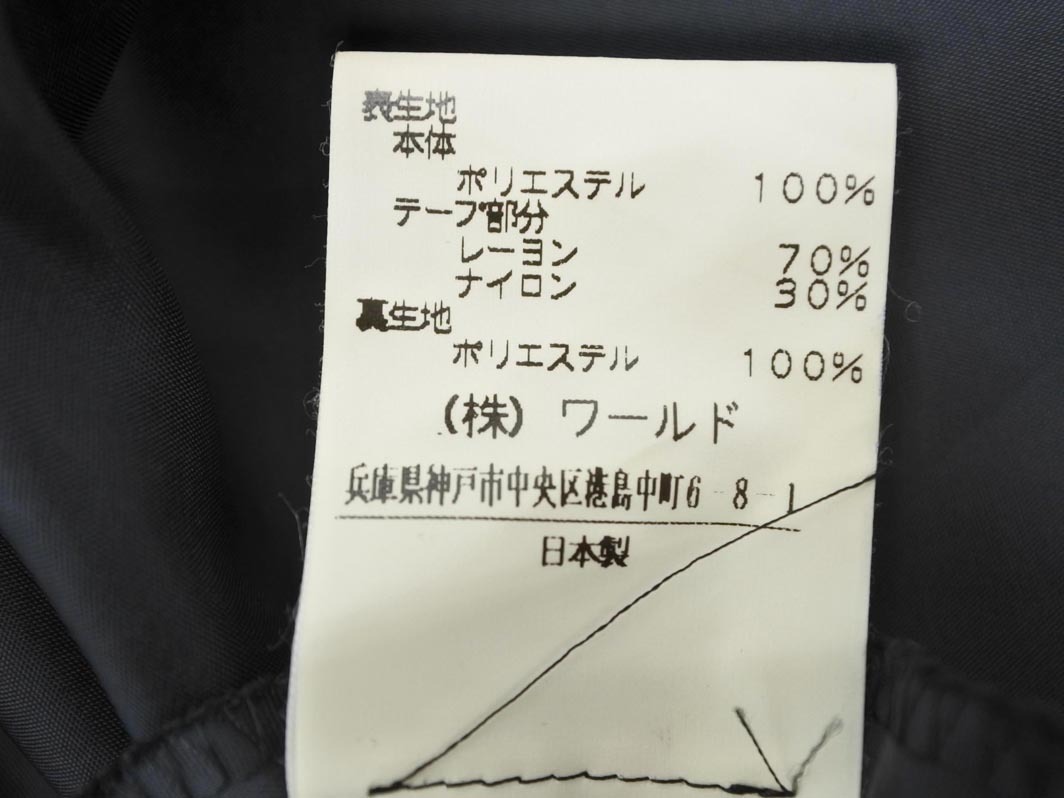 表生地
本体
ポリエステル 100%
テープ部分
レーヨン 70%
ナイロン 30%
裏生地
ポリエステル 100%
(株) ワールド
兵庫県神戸市中央区港島中町6-8-1
日本製